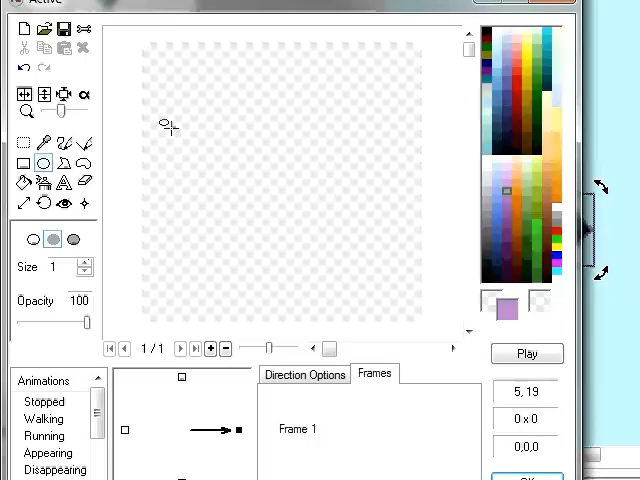 Active
Size 1
Opacity 100
1 / 1
Play
Animations
Stopped
Walking
Running
Appearing
Disappearing
Direction Options
Frames
Frame 1
5, 19
0 x 0
0,0,0